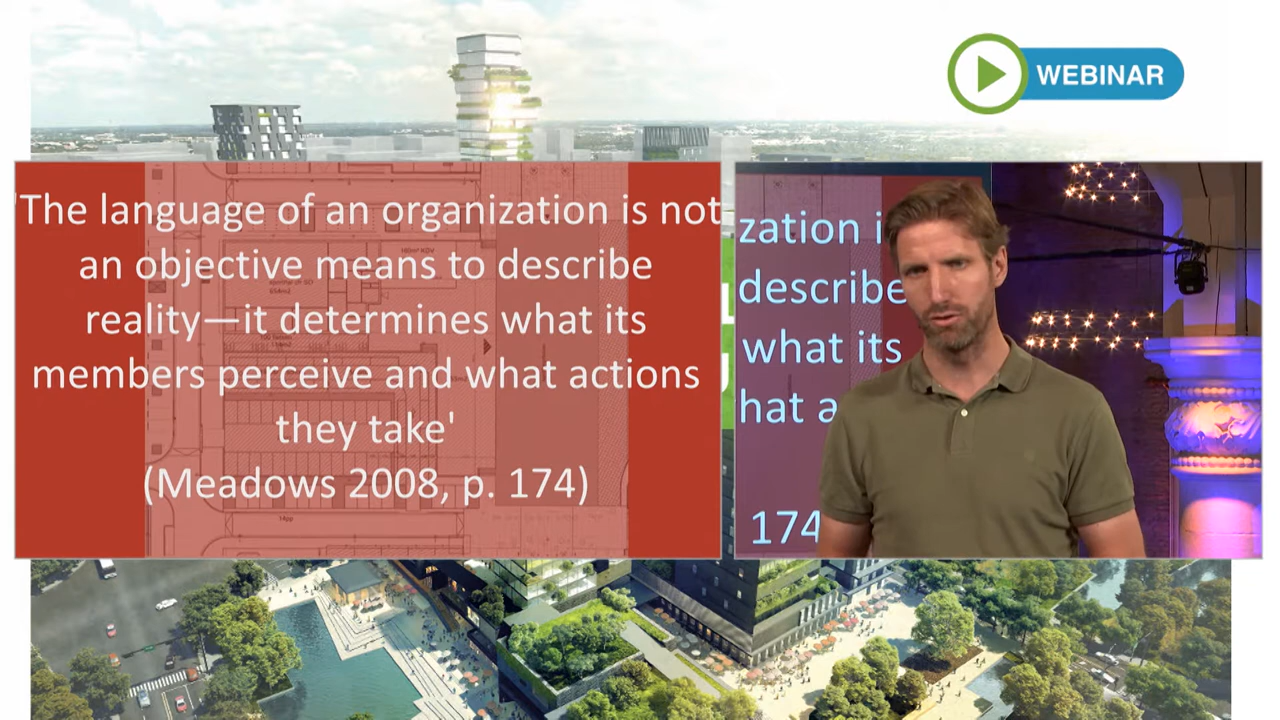 WEBINAR
'The language of an organization is not
an objective means to describe
reality—it determines what its
members perceive and what actions
they take'
(Meadows 2008, p. 174)
zation i
describe
what its
hat a
174